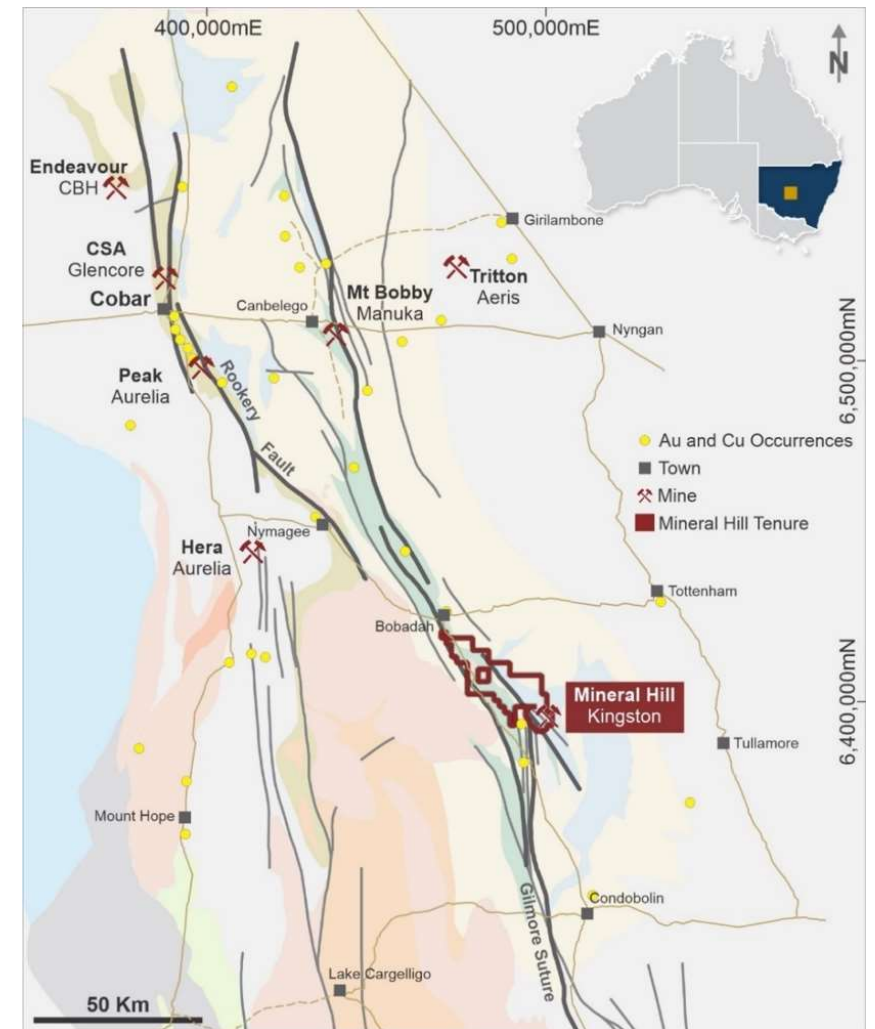 400,000mE
500,000mE
N
Endeavour
CBH
Girilambone
CSA
Glencore
Tritton
Aeris
Cobar
Mt Bobby
Manuka
Canbelego
Nyngan
6,500,000mN
Peak
Aurelia
Rookery
Fault
Au and Cu Occurrences
Town
Mine
Mineral Hill Tenure
Nymagee
Hera
Aurelia
Tottenham
Bobadah
Mineral Hill
Kingston
6,400,000mN
Tullamore
Mount Hope
Condobolin
Gilmore Suture
Lake Cargelligo
50 Km